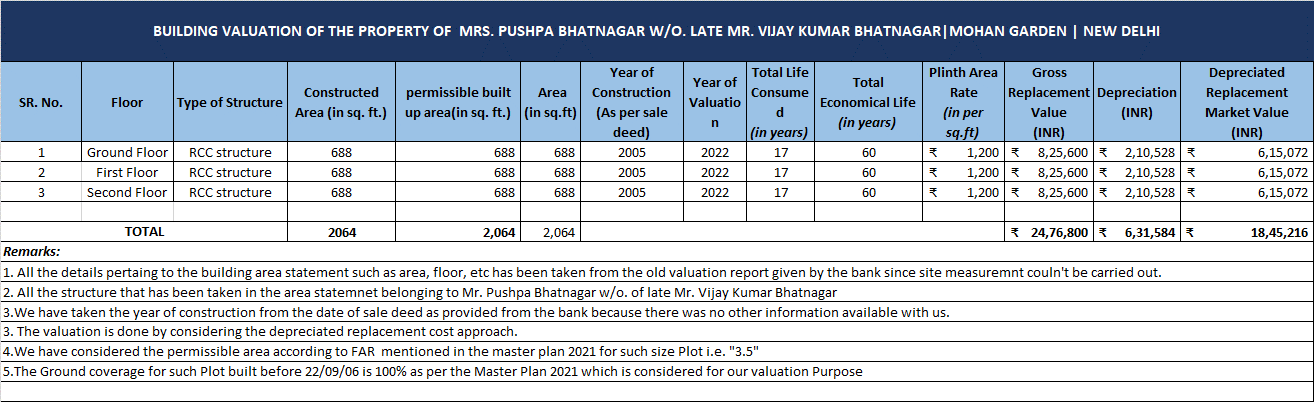 BUILDING VALUATION OF THE PROPERTY OF MRS. PUSHPA BHATNAGAR W/O. LATE MR. VIJAY KUMAR BHATNAGAR|MOHAN GARDEN | NEW DELHI
SR. No. Floor Type of Structure Constructed Area (in sq. ft.) permissible built up area(in sq. ft.) Area (in sq.ft) Year of Construction (As per sale deed) Year of Valuatio n Total Life Consume d (in years) Total Economical Life (in years) Plinth Area Rate (in per sq.ft) Gross Replacement Value (INR) Depreciation (INR) Depreciated Replacement Market Value (INR)
1 Ground Floor RCC structure 688 688 688 2005 2022 17 60 ₹ 1,200 ₹ 8,25,600 ₹ 2,10,528 ₹ 6,15,072
2 First Floor RCC structure 688 688 688 2005 2022 17 60 ₹ 1,200 ₹ 8,25,600 ₹ 2,10,528 ₹ 6,15,072
3 Second Floor RCC structure 688 688 688 2005 2022 17 60 ₹ 1,200 ₹ 8,25,600 ₹ 2,10,528 ₹ 6,15,072
TOTAL 2064 2,064 2,064 ₹ 24,76,800 ₹ 6,31,584 ₹ 18,45,216
Remarks:
1. All the details pertaning to the building area statement such as area, floor, etc has been taken from the old valuation report given by the bank since site measuremnt couln't be carried out.
2. All the structure that has been taken in the area statemnet belonging to Mr. Pushpa Bhatnagar w/o. of late Mr. Vijay Kumar Bhatnagar
3.We have taken the year of construction from the date of sale deed as provided from the bank because there was no other information available with us.
3. The valuation is done by considering the depreciated replacement cost approach.
4.We have considered the permissible area according to FAR mentioned in the master plan 2021 for such size Plot i.e. "3.5"
5.The Ground coverage for such Plot built before 22/09/06 is 100% as per the Master Plan 2021 which is considered for our valuation Purpose